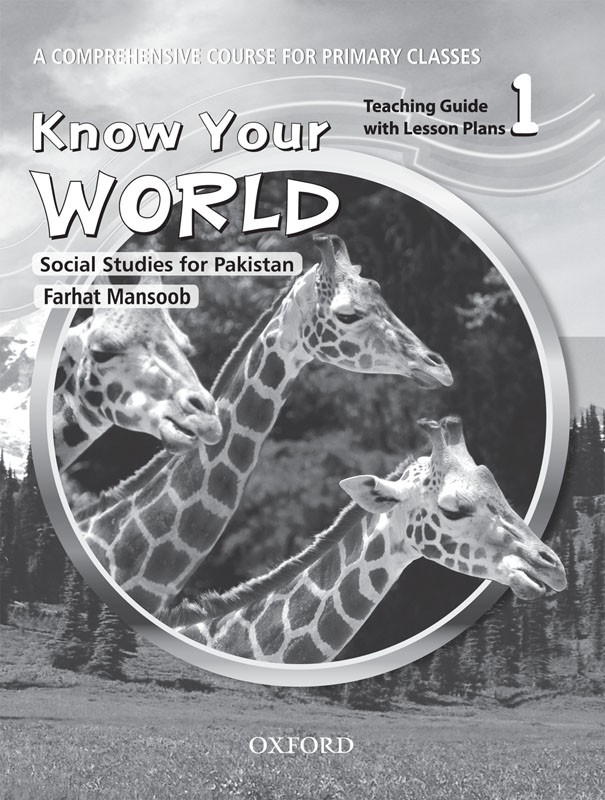 A COMPREHENSIVE COURSE FOR PRIMARY CLASSES
Teaching Guide
with Lesson Plans 1
Know Your
WORLD
Social Studies for Pakistan
Farhat Mansoob
OXFORD